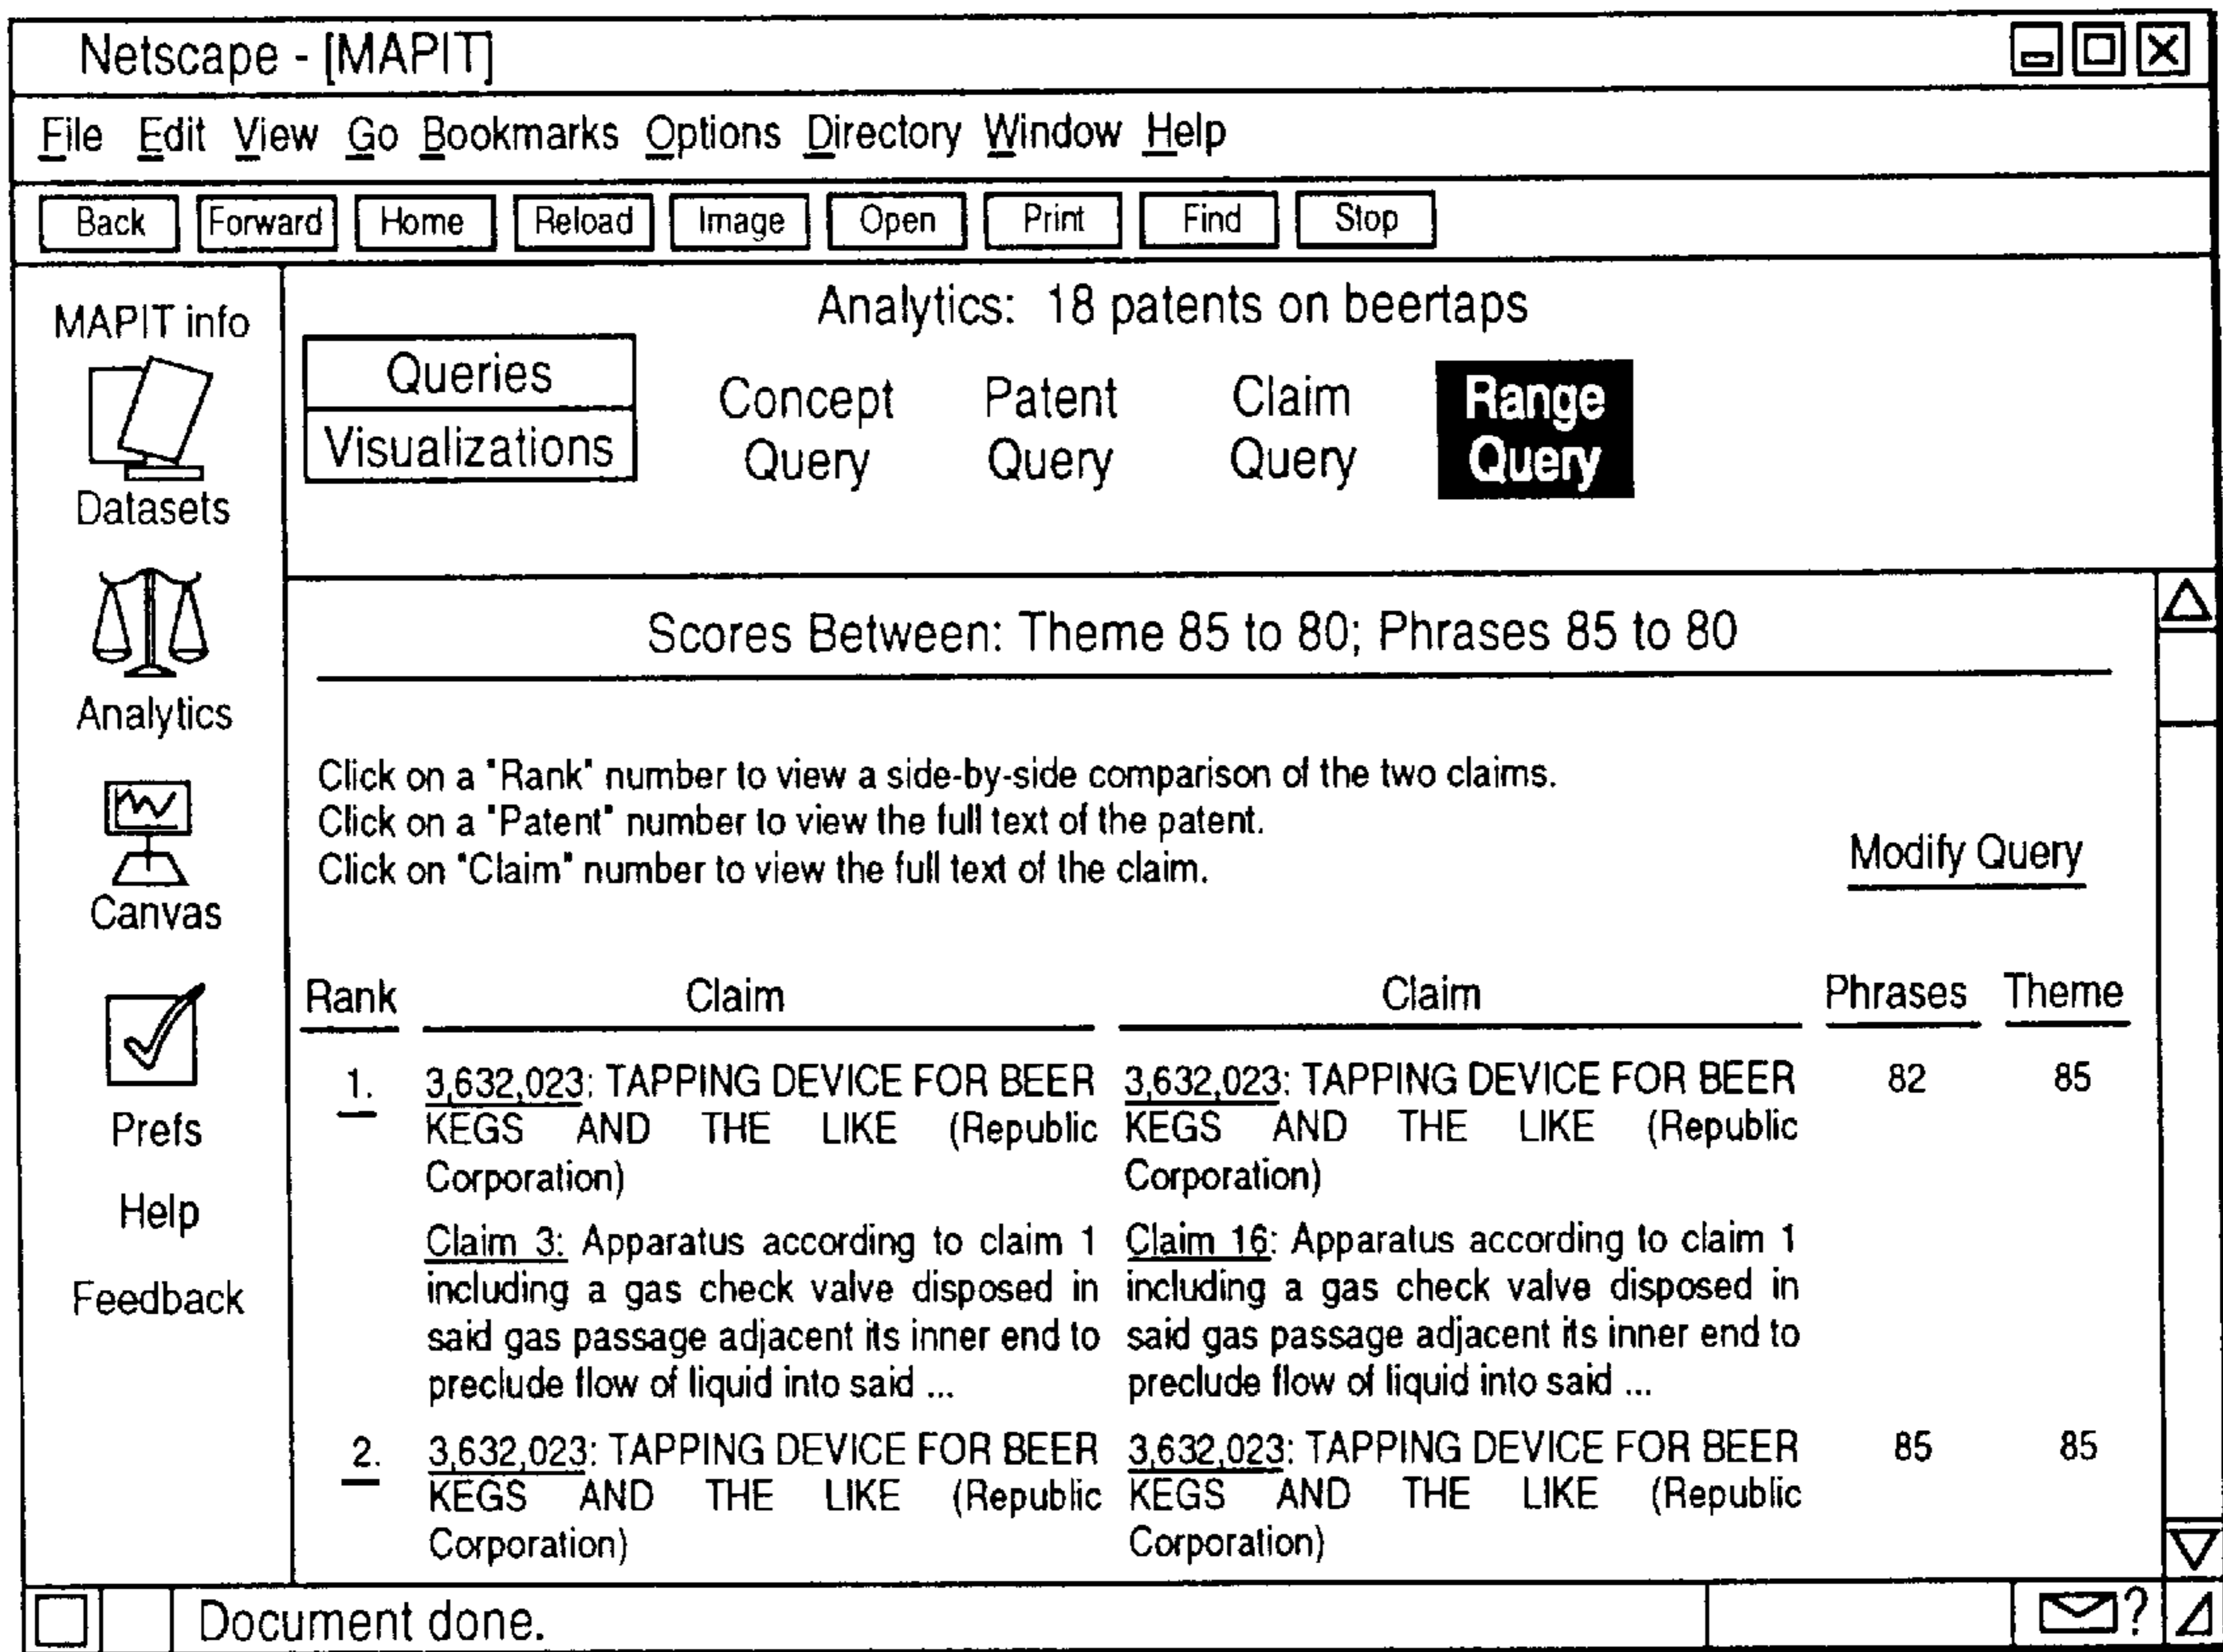 Netscape - [MAPIT]
File Edit View Go Bookmarks Options Directory Window Help
Back Forward Home Reload Image Open Print Find Stop
MAPIT info
Datasets
Analytics
Canvas
Prefs
Help
Feedback
Analytics: 18 patents on beertaps
Queries
Visualizations
Concept
Query
Patent
Query
Claim
Query
Range
Query
Scores Between: Theme 85 to 80; Phrases 85 to 80
Click on a "Rank" number to view a side-by-side comparison of the two claims.
Click on a "Patent" number to view the full text of the patent.
Click on "Claim" number to view the full text of the claim.
Modify Query
Rank Claim Claim Phrases Theme
1. 3,632,023: TAPPING DEVICE FOR BEER 3,632,023: TAPPING DEVICE FOR BEER 82 85
KEGS AND THE LIKE (Republic KEGS AND THE LIKE (Republic
Corporation) Corporation)
Claim 3: Apparatus according to claim 1 Claim 16: Apparatus according to claim 1
including a gas check valve disposed in including a gas check valve disposed in
said gas passage adjacent its inner end to said gas passage adjacent its inner end to
preclude flow of liquid into said ... preclude flow of liquid into said ...
2. 3,632,023: TAPPING DEVICE FOR BEER 3,632,023: TAPPING DEVICE FOR BEER 85 85
KEGS AND THE LIKE (Republic KEGS AND THE LIKE (Republic
Corporation) Corporation)
Document done. ?